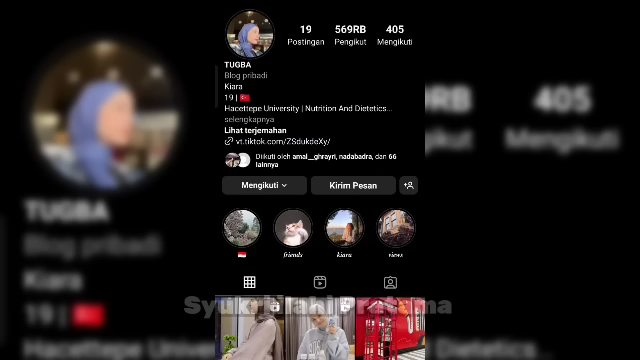 19 569RB 405
Postingan Pengikut Mengikuti
TUGBA
Blog pribadi
Kiara
19 | 🇹🇷
Hacettepe University | Nutrition And Dietetics...
selengkapnya
Lihat terjemahan
vt.tiktok.com/ZSdukdeXy/
Diikuti oleh amal__ghrayri, nadabadra, dan 66
lainnya
Mengikuti Kirim Pesan
friends kiara views